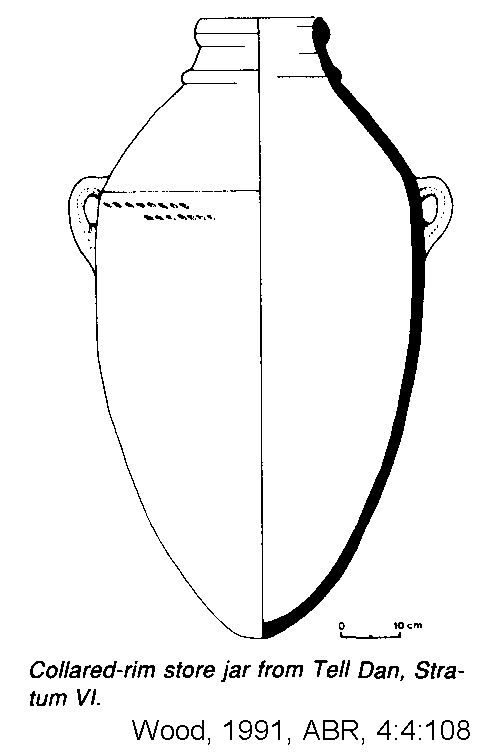 0 10 cm
Collared-rim store jar from Tell Dan, Stra-
tum VI.
Wood, 1991, ABR, 4:4:108